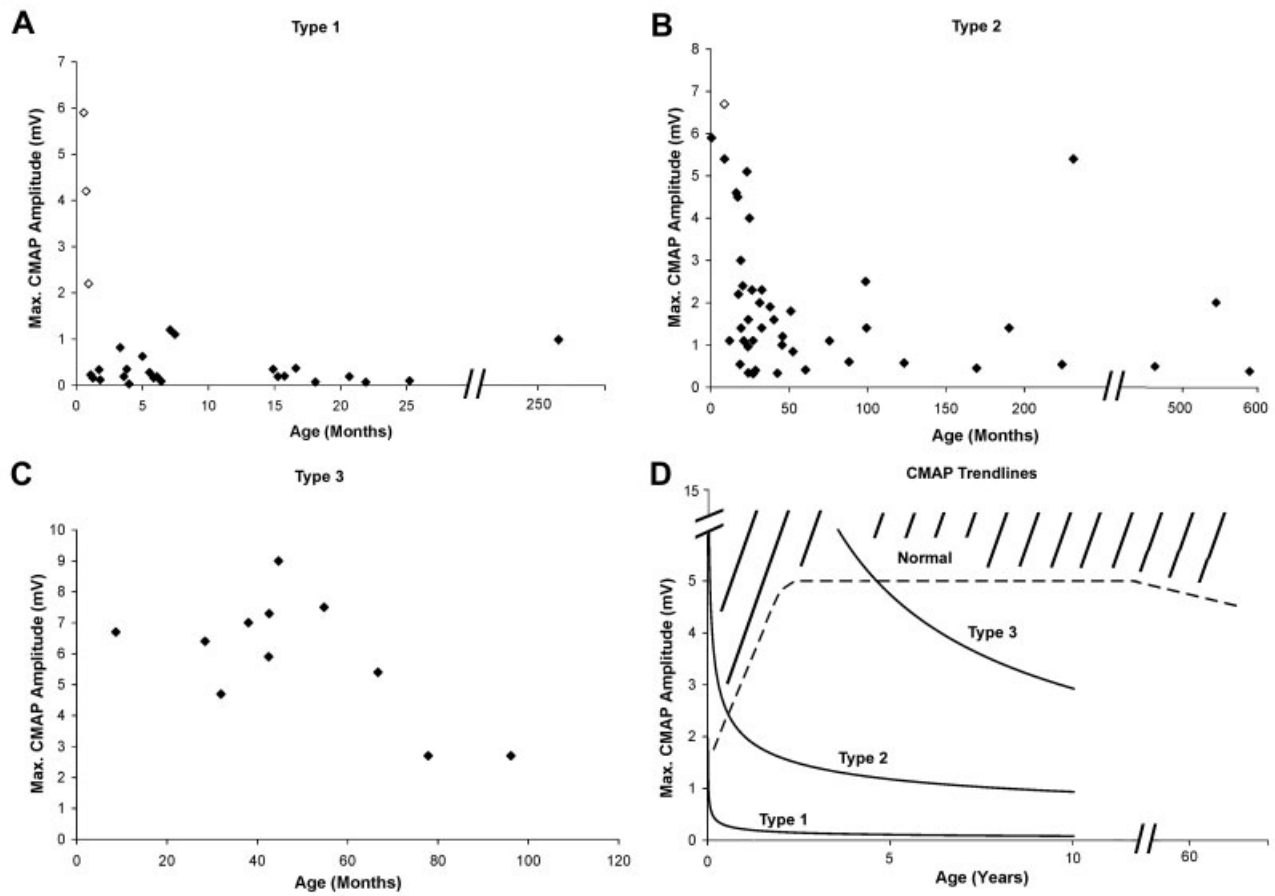 A
Type 1
Max. CMAP Amplitude (mV)
7
6
5
4
3
2
1
0
0 5 10 15 20 25 250
Age (Months)
B
Type 2
Max. CMAP Amplitude (mV)
8
7
6
5
4
3
2
1
0
0 50 100 150 200 500 600
Age (Months)
C
Type 3
Max. CMAP Amplitude (mV)
10
9
8
7
6
5
4
3
2
1
0
0 20 40 60 80 100 120
Age (Months)
D
CMAP Trendlines
Max. CMAP Amplitude (mV)
15
5
4
3
2
1
0
Normal
Type 3
Type 2
Type 1
0 5 10 60
Age (Years)